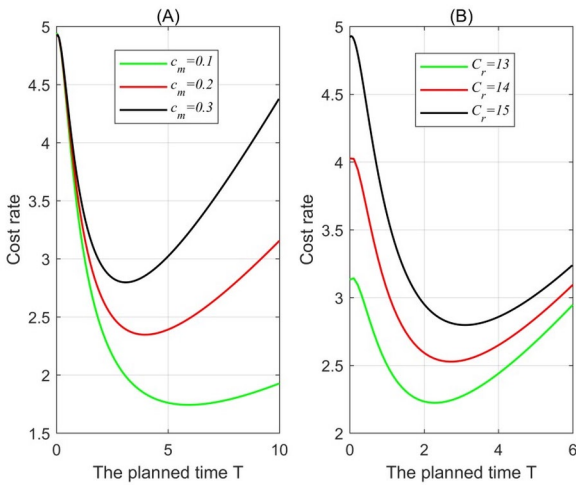 (A)
5
4.5
4
3.5
3
2.5
2
1.5
0
5
10
Cost rate
The planned time T
c_m=0.1
c_m=0.2
c_m=0.3
(B)
5
4.5
4
3.5
3
2.5
2
0
2
4
6
Cost rate
The planned time T
C_r=13
C_r=14
C_r=15